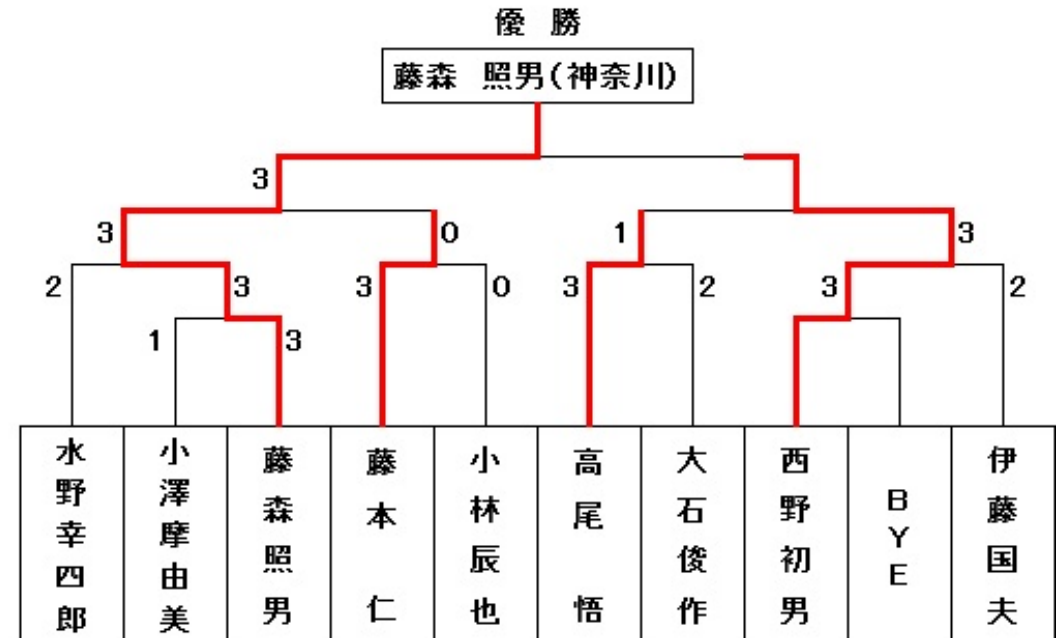 優 勝
藤森 照男(神奈川)
3
3
0
1
3
2
3
3
0
3
2
3
2
1
3
水野幸四郎
小澤摩由美
藤森照男
藤本 仁
小林辰也
高尾 悟
大石俊作
西野初男
BYE
伊藤国夫